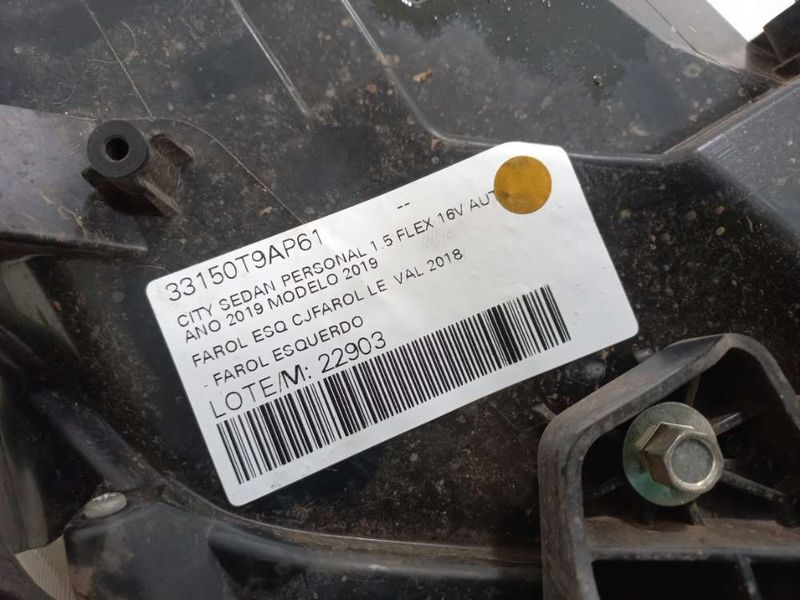 33150T9AP61 --
CITY SEDAN PERSONAL 1.5 FLEX 16V AUT
ANO 2019 MODELO 2019
FAROL ESQ CJFAROL LE VAL 2018
- FAROL ESQUERDO
LOTE/M: 22903